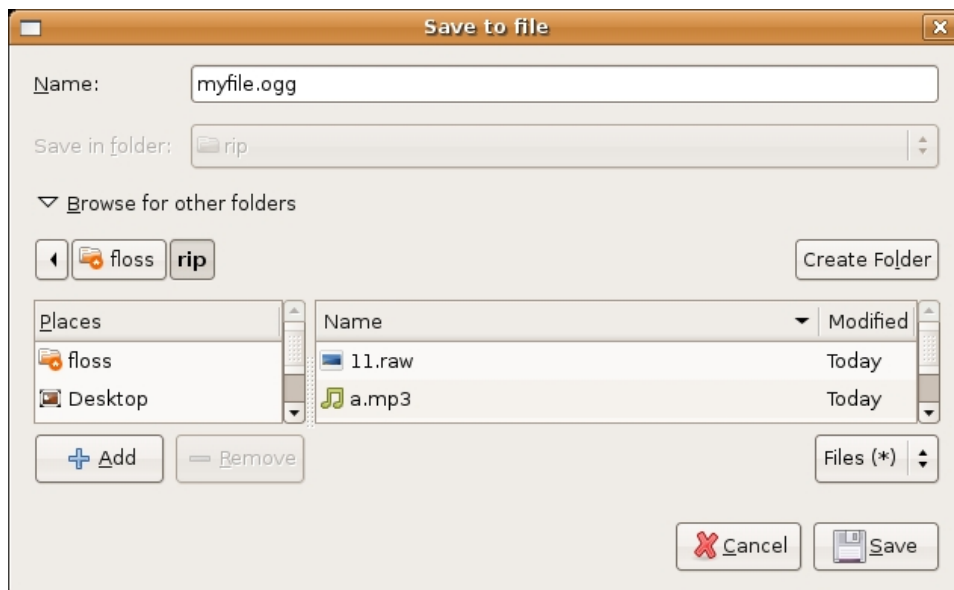 Save to file
Name: myfile.ogg
Save in folder: rip
Browse for other folders
floss rip Create Folder
Places Name Modified
floss 11.raw Today
Desktop a.mp3 Today
Add Remove Files (*)
Cancel Save